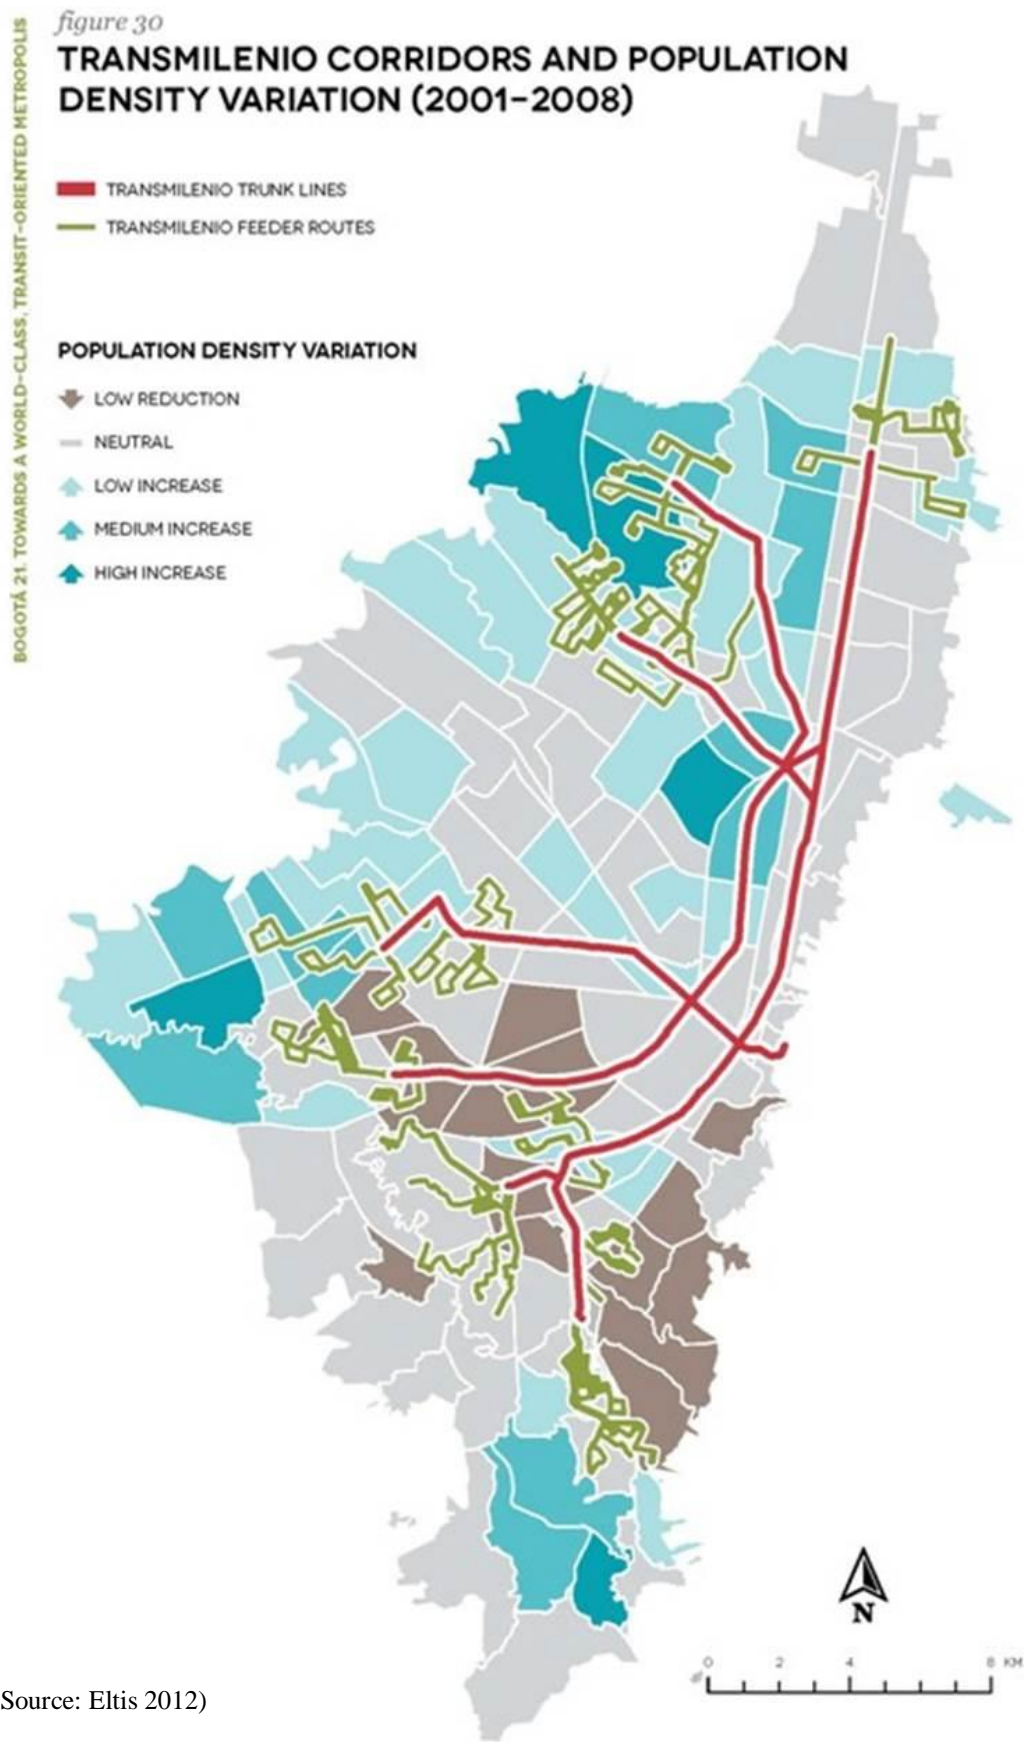 figure 30
TRANSMILENIO CORRIDORS AND POPULATION
DENSITY VARIATION (2001–2008)
BOGOTÁ 21. TOWARDS A WORLD-CLASS, TRANSIT-ORIENTED METROPOLIS
TRANSMILENIO TRUNK LINES
TRANSMILENIO FEEDER ROUTES
POPULATION DENSITY VARIATION
LOW REDUCTION
NEUTRAL
LOW INCREASE
MEDIUM INCREASE
HIGH INCREASE
N
0 2 4 8 KM
Source: Eltis 2012)